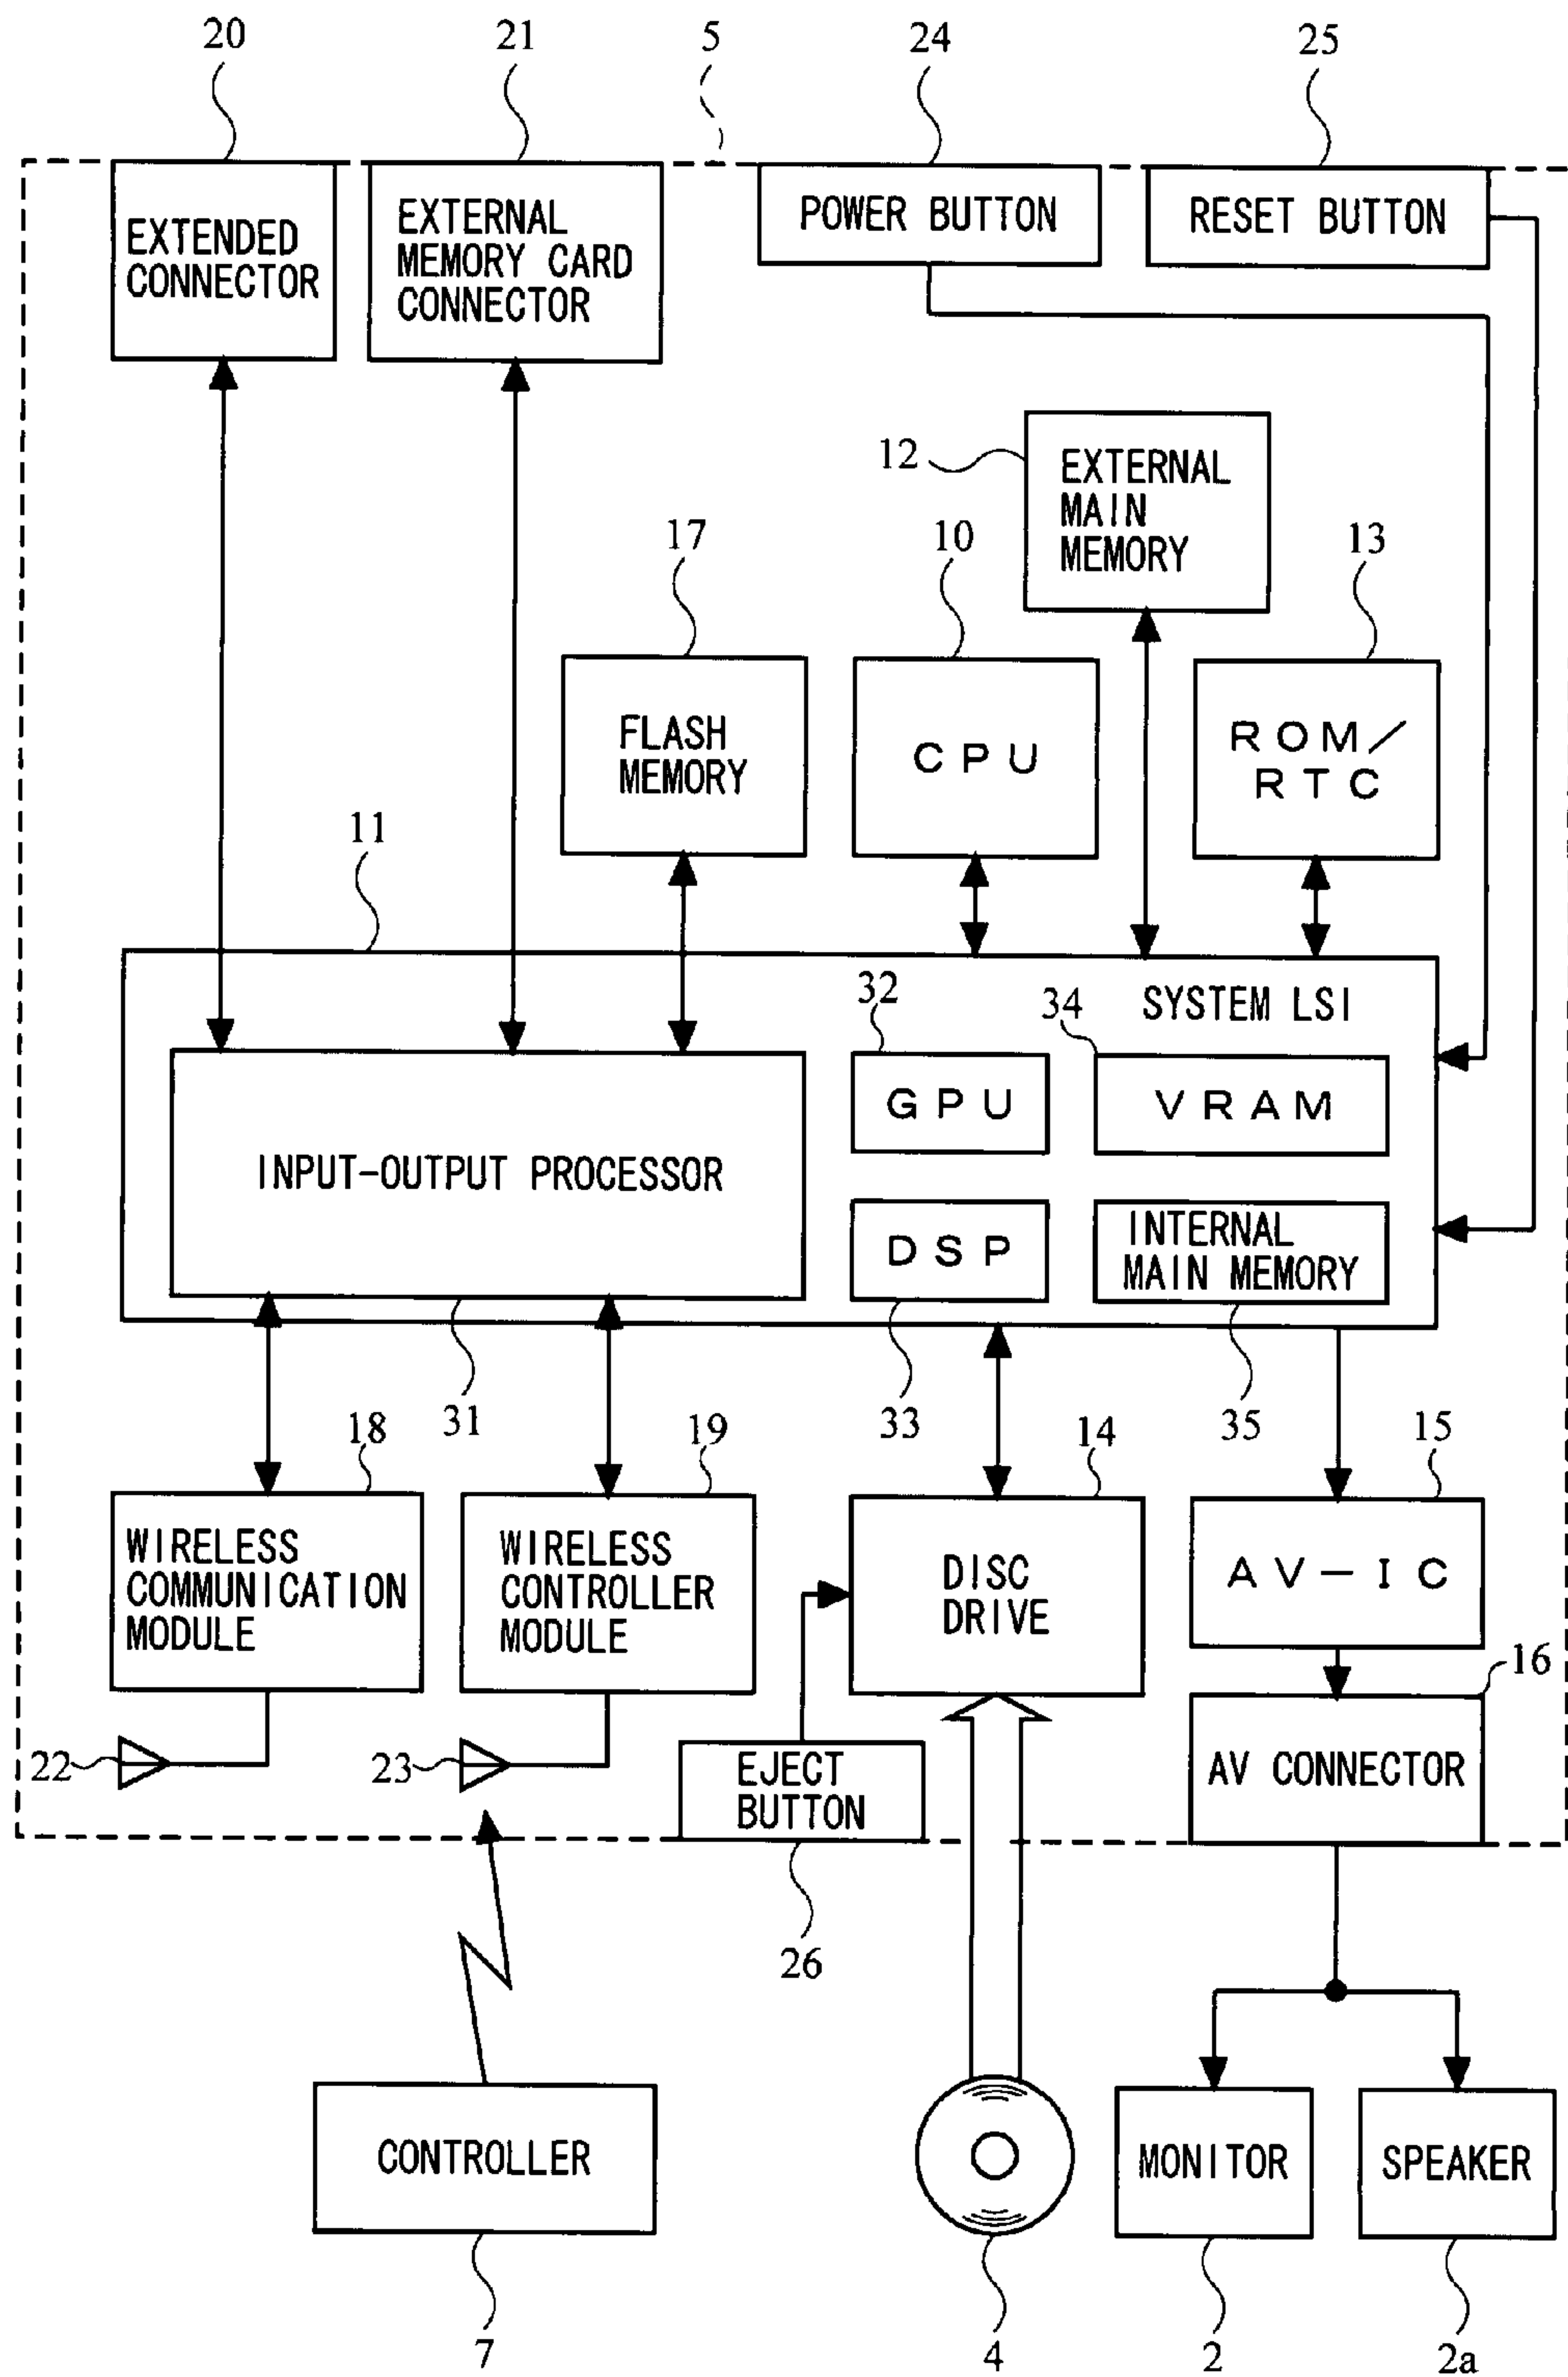 20
21
5
24
25
EXTENDED
CONNECTOR
EXTERNAL
MEMORY CARD
CONNECTOR
POWER BUTTON
RESET BUTTON
12
EXTERNAL
MAIN
MEMORY
17
10
13
FLASH
MEMORY
CPU
ROM/
RTC
11
SYSTEM LSI
32
34
GPU
VRAM
INPUT-OUTPUT PROCESSOR
DSP
INTERNAL
MAIN MEMORY
31
33
35
18
19
14
15
WIRELESS
COMMUNICATION
MODULE
WIRELESS
CONTROLLER
MODULE
DISC
DRIVE
AV-IC
16
22
23
EJECT
BUTTON
AV CONNECTOR
26
CONTROLLER
MONITOR
SPEAKER
7
4
2
2a